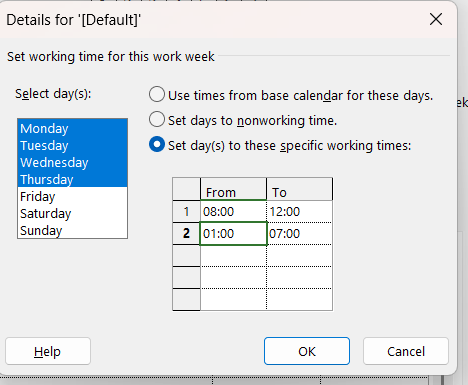 Details for '[Default]'
Set working time for this work week
Select day(s):
Monday
Tuesday
Wednesday
Thursday
Friday
Saturday
Sunday
Use times from base calendar for these days.
Set days to nonworking time.
Set day(s) to these specific working times:
From To
1 08:00 12:00
2 01:00 07:00
Help OK Cancel